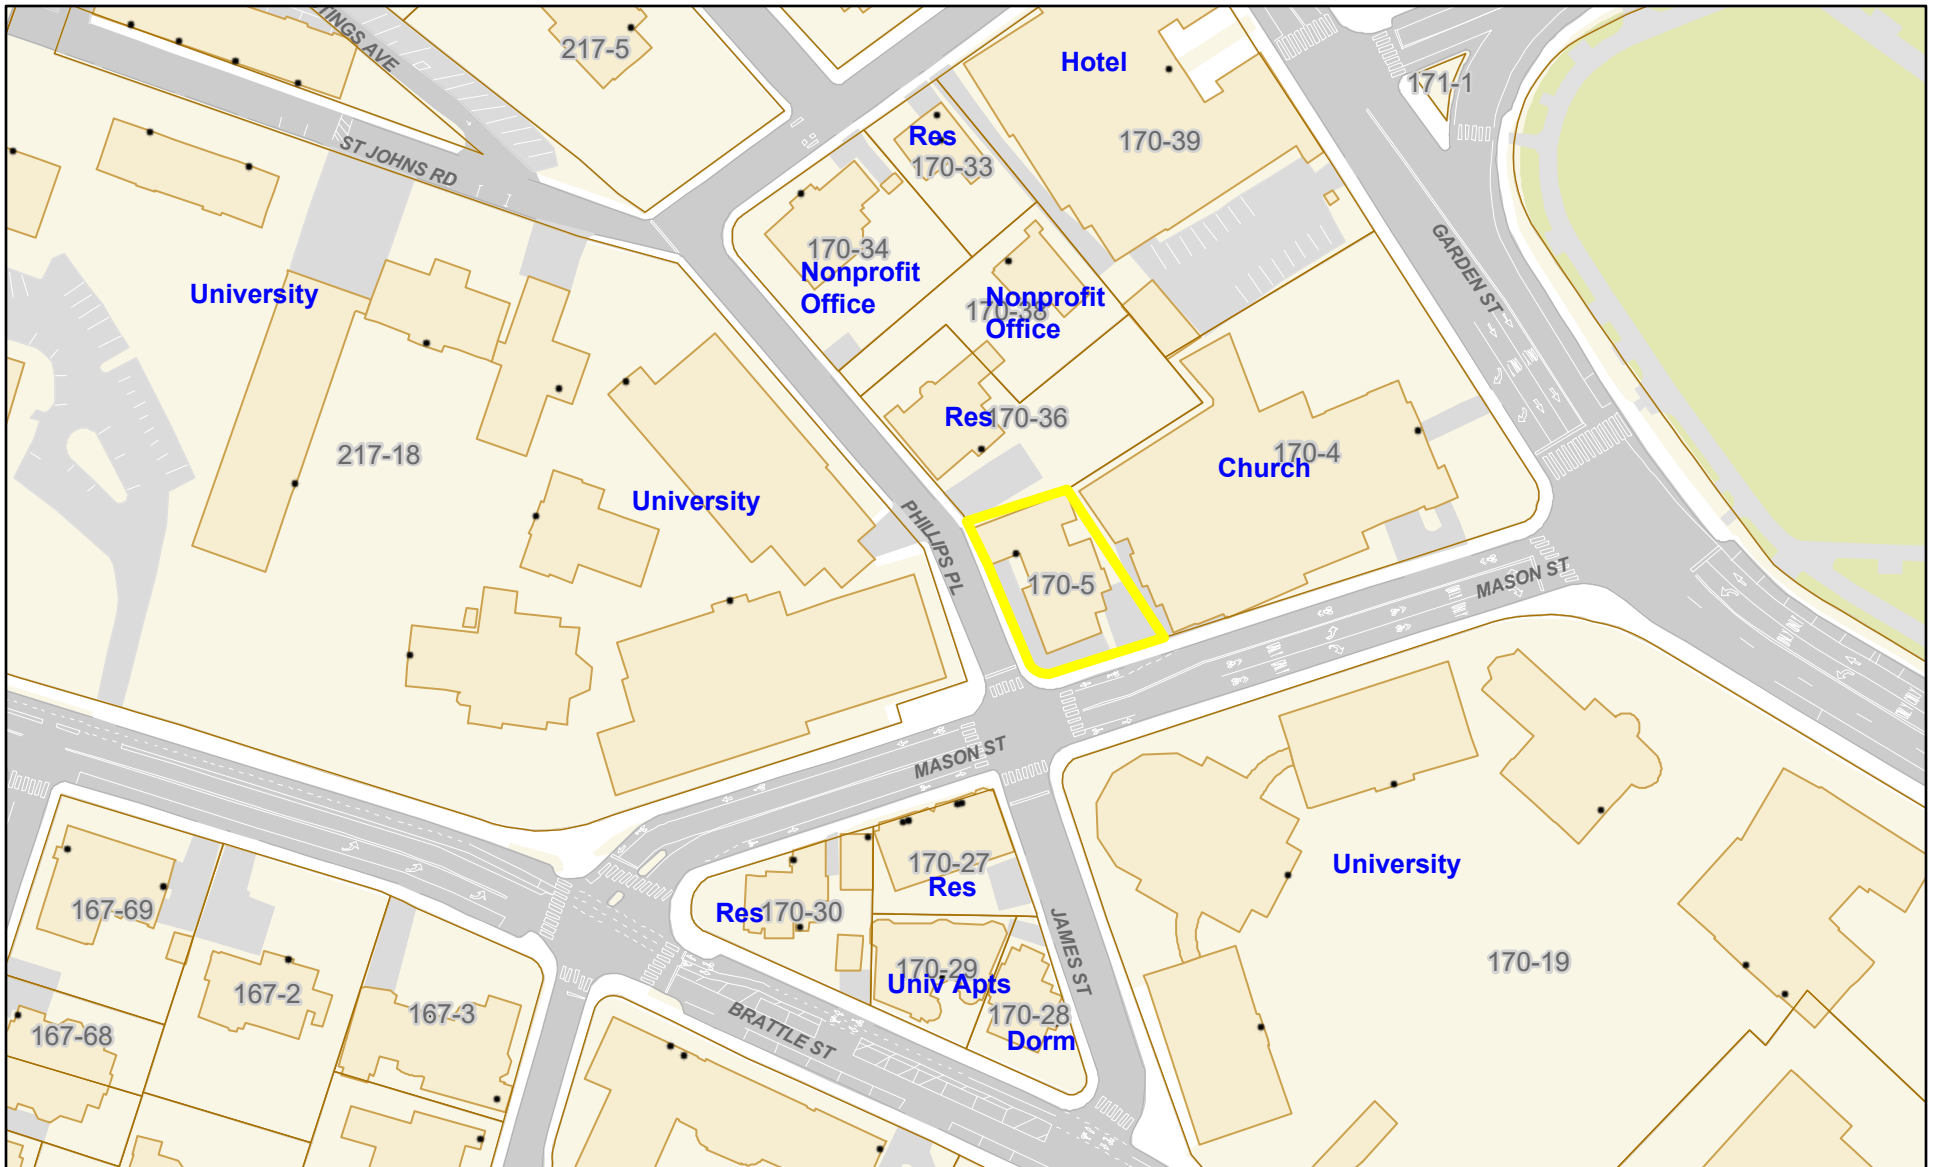 TINGS AVE
217-5
Hotel
171-1
ST JOHNS RD
Res
170-33
170-39
170-34
Nonprofit
Office
GARDEN ST
University
Nonprofit
170-38
Office
217-18
Res
170-36
170-4
Church
University
PHILLIPS PL
170-5
MASON ST
MASON ST
170-27
Res
University
167-69
Res
170-30
JAMES ST
170-29
Univ Apts
170-19
167-2
167-3
170-28
Dorm
167-68
BRATTLE ST